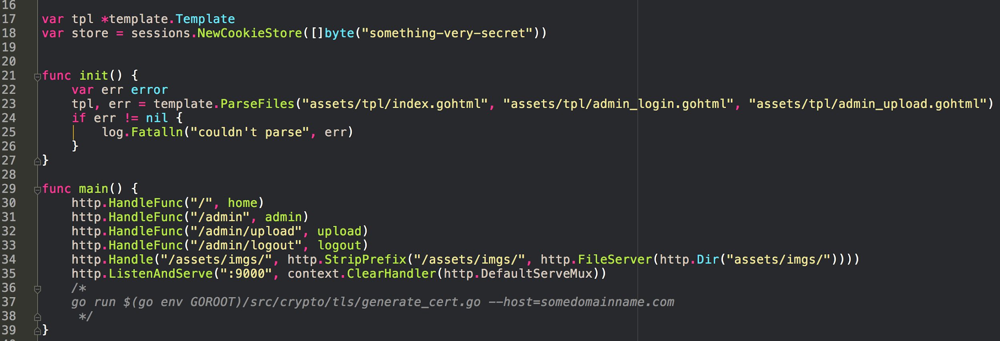 16
17 var tpl *template.Template
18 var store = sessions.NewCookieStore([]byte("something-very-secret"))
19
20
21 func init() {
22     var err error
23     tpl, err = template.ParseFiles("assets/tpl/index.gohtml", "assets/tpl/admin_login.gohtml", "assets/tpl/admin_upload.gohtml")
24     if err != nil {
25         log.Fatalln("couldn't parse", err)
26     }
27 }
28
29 func main() {
30     http.HandleFunc("/", home)
31     http.HandleFunc("/admin", admin)
32     http.HandleFunc("/admin/upload", upload)
33     http.HandleFunc("/admin/logout", logout)
34     http.Handle("/assets/imgs/", http.StripPrefix("/assets/imgs/", http.FileServer(http.Dir("assets/imgs/"))))
35     http.ListenAndServe(":9000", context.ClearHandler(http.DefaultServeMux))
36     /*
37     go run $(go env GOROOT)/src/crypto/tls/generate_cert.go --host=somedomainname.com
38      */
39 }